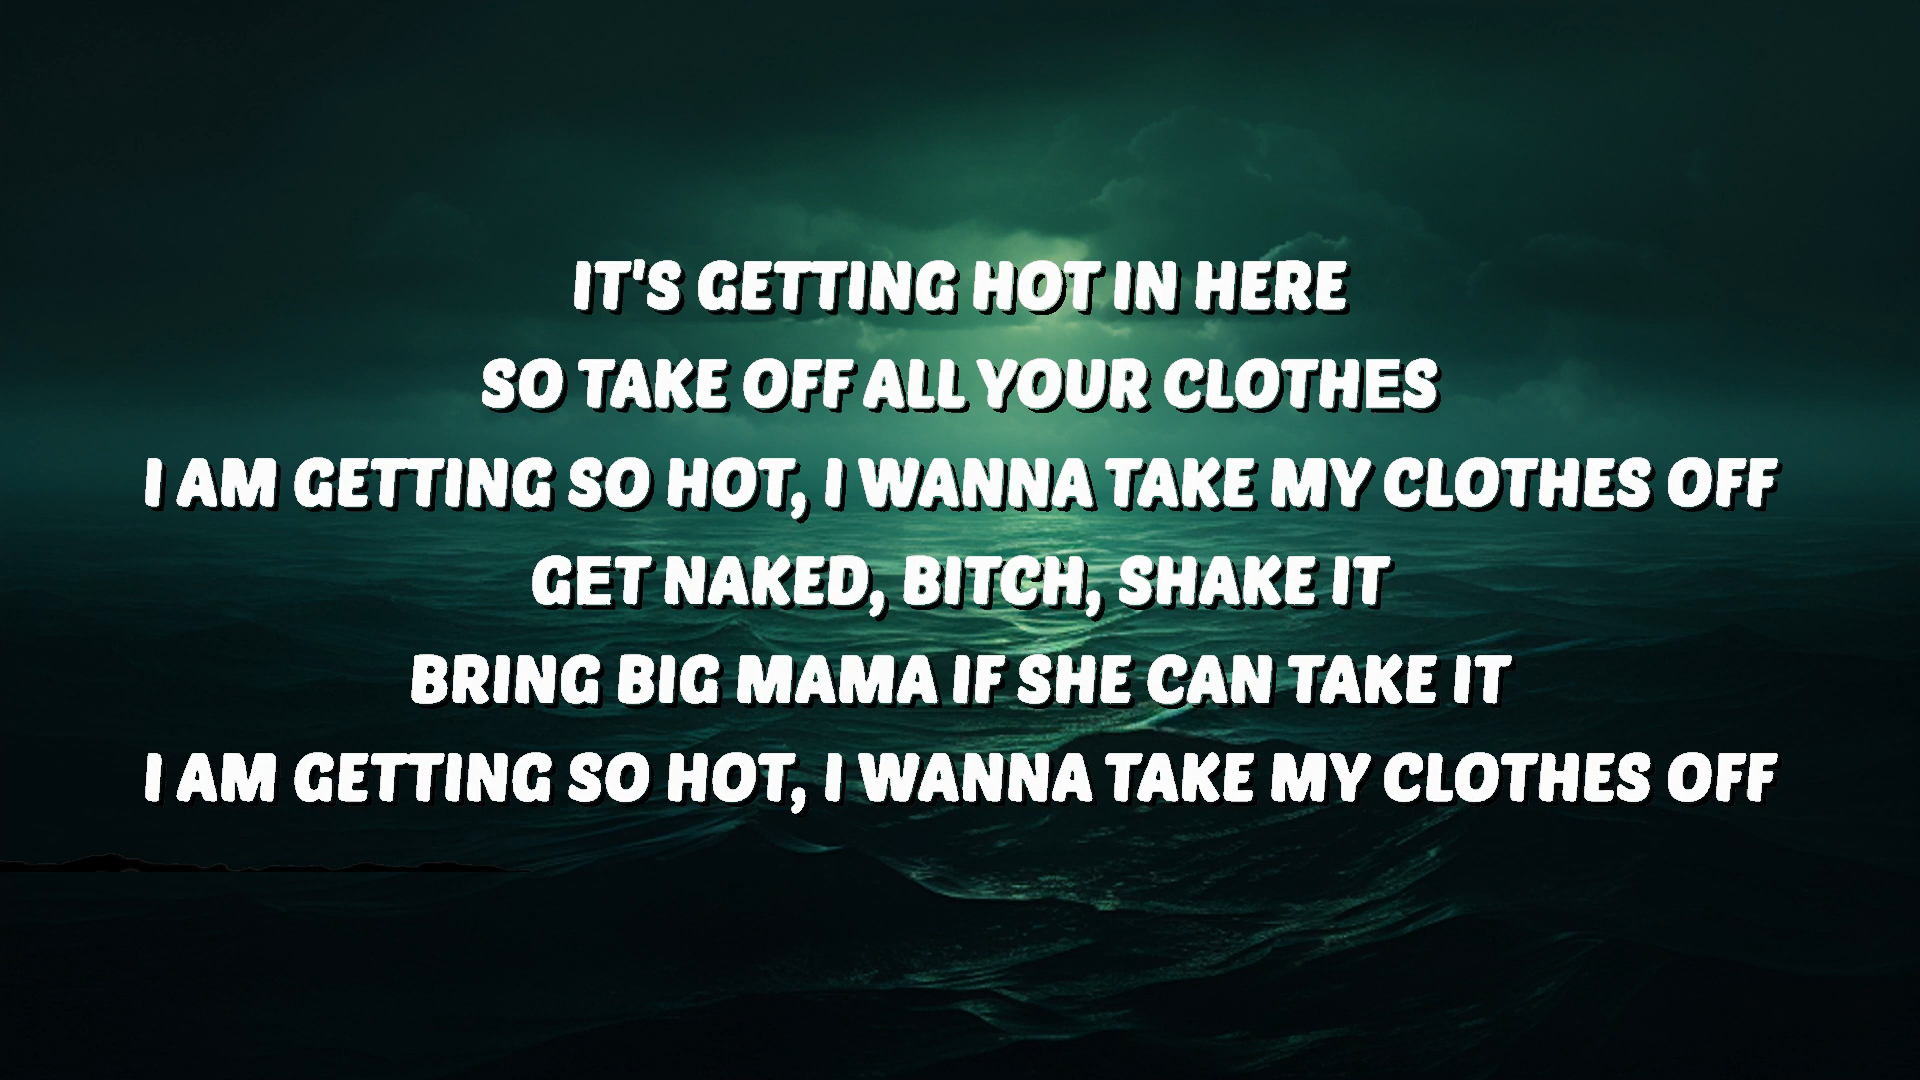 IT'S GETTING HOT IN HERE
SO TAKE OFF ALL YOUR CLOTHES
I AM GETTING SO HOT, I WANNA TAKE MY CLOTHES OFF
GET NAKED, BITCH, SHAKE IT
BRING BIG MAMA IF SHE CAN TAKE IT
I AM GETTING SO HOT, I WANNA TAKE MY CLOTHES OFF